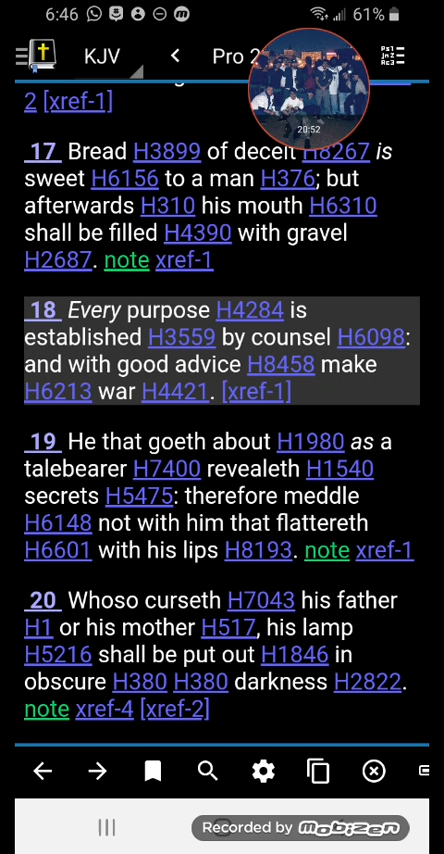 6:46 61%
KJV Pro 2
Ps1
Jn2
Ac3
20:52
2 [xref-1]
17 Bread H3899 of deceit H8267 is
sweet H6156 to a man H376; but
afterwards H310 his mouth H6310
shall be filled H4390 with gravel
H2687. note xref-1
18 Every purpose H4284 is
established H3559 by counsel H6098:
and with good advice H8458 make
H6213 war H4421. [xref-1]
19 He that goeth about H1980 as a
talebearer H7400 revealeth H1540
secrets H5475: therefore meddle
H6148 not with him that flattereth
H6601 with his lips H8193. note xref-1
20 Whoso curseth H7043 his father
H1 or his mother H517, his lamp
H5216 shall be put out H1846 in
obscure H380 H380 darkness H2822.
note xref-4 [xref-2]
Recorded by Mobizen